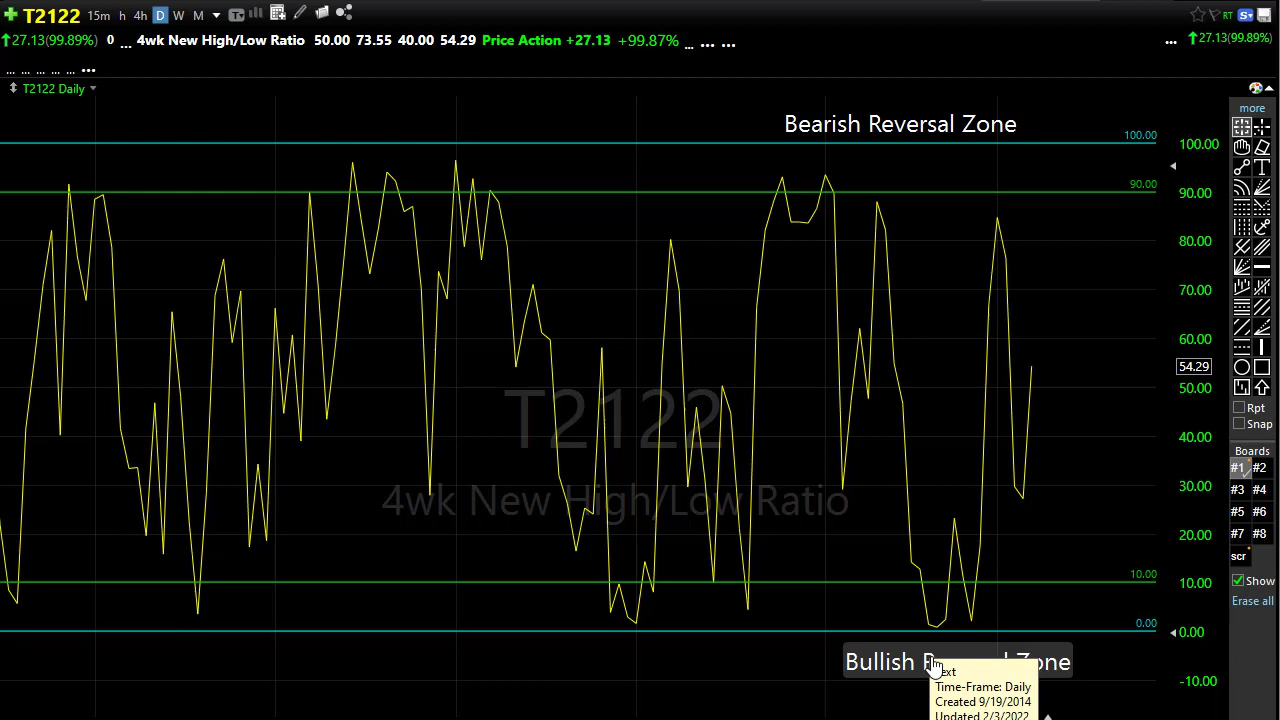 T2122 15m h 4h D W M T RT S
27.13(99.89%) 0 ... 4wk New High/Low Ratio 50.00 73.55 40.00 54.29 Price Action +27.13 +99.87% ... ... ... ... 27.13(99.89%)
... ... ... ... ... ...
T2122 Daily
more
Bearish Reversal Zone
100.00 100.00
90.00 90.00
80.00
70.00
60.00
54.29
50.00
40.00
30.00
20.00
10.00 10.00
0.00 0.00
-10.00
T2122
4wk New High/Low Ratio
Rpt
Snap
Boards
#1 #2
#3 #4
#5 #6
#7 #8
scr
Show
Erase all
Bullish Zone
Time-Frame: Daily
Created 9/19/2014
Updated 2/3/2022